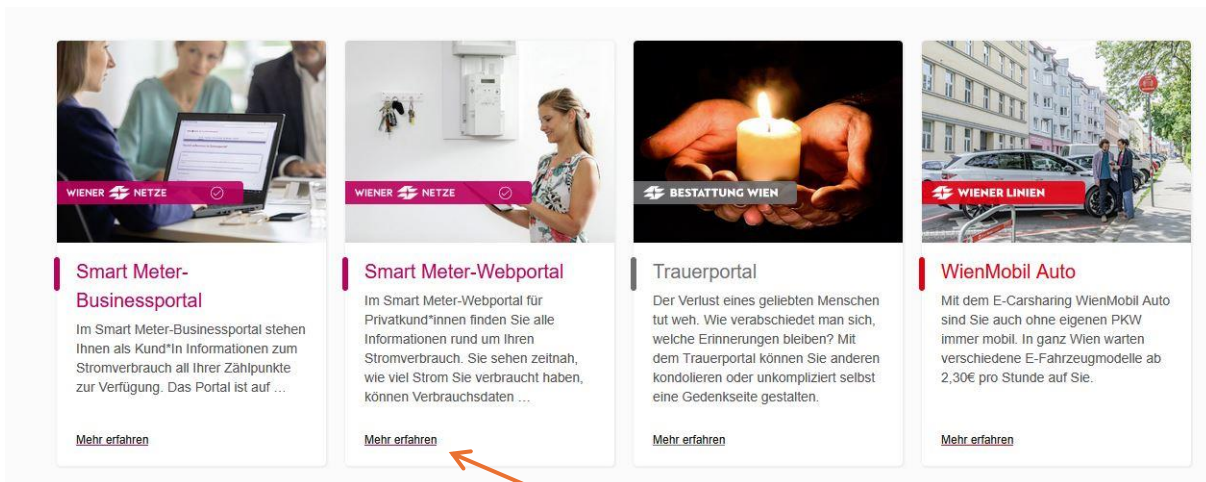 WIENER NETZE
Smart Meter-
Businessportal
Im Smart Meter-Businessportal stehen
Ihnen als Kund*In Informationen zum
Stromverbrauch all Ihrer Zählpunkte
zur Verfügung. Das Portal ist auf …
Mehr erfahren
WIENER NETZE
Smart Meter-Webportal
Im Smart Meter-Webportal für
Privatkund*innen finden Sie alle
Informationen rund um Ihren
Stromverbrauch. Sie sehen zeitnah,
wie viel Strom Sie verbraucht haben,
können Verbrauchsdaten …
Mehr erfahren
BESTATTUNG WIEN
Trauerportal
Der Verlust eines geliebten Menschen
tut weh. Wie verabschiedet man sich,
welche Erinnerungen bleiben? Mit
dem Trauerportal können Sie anderen
kondolieren oder unkompliziert selbst
eine Gedenkseite gestalten.
Mehr erfahren
WIENER LINIEN
WienMobil Auto
Mit dem E-Carsharing WienMobil Auto
sind Sie auch ohne eigenen PKW
immer mobil. In ganz Wien warten
verschiedene E-Fahrzeugmodelle ab
2,30€ pro Stunde auf Sie.
Mehr erfahren